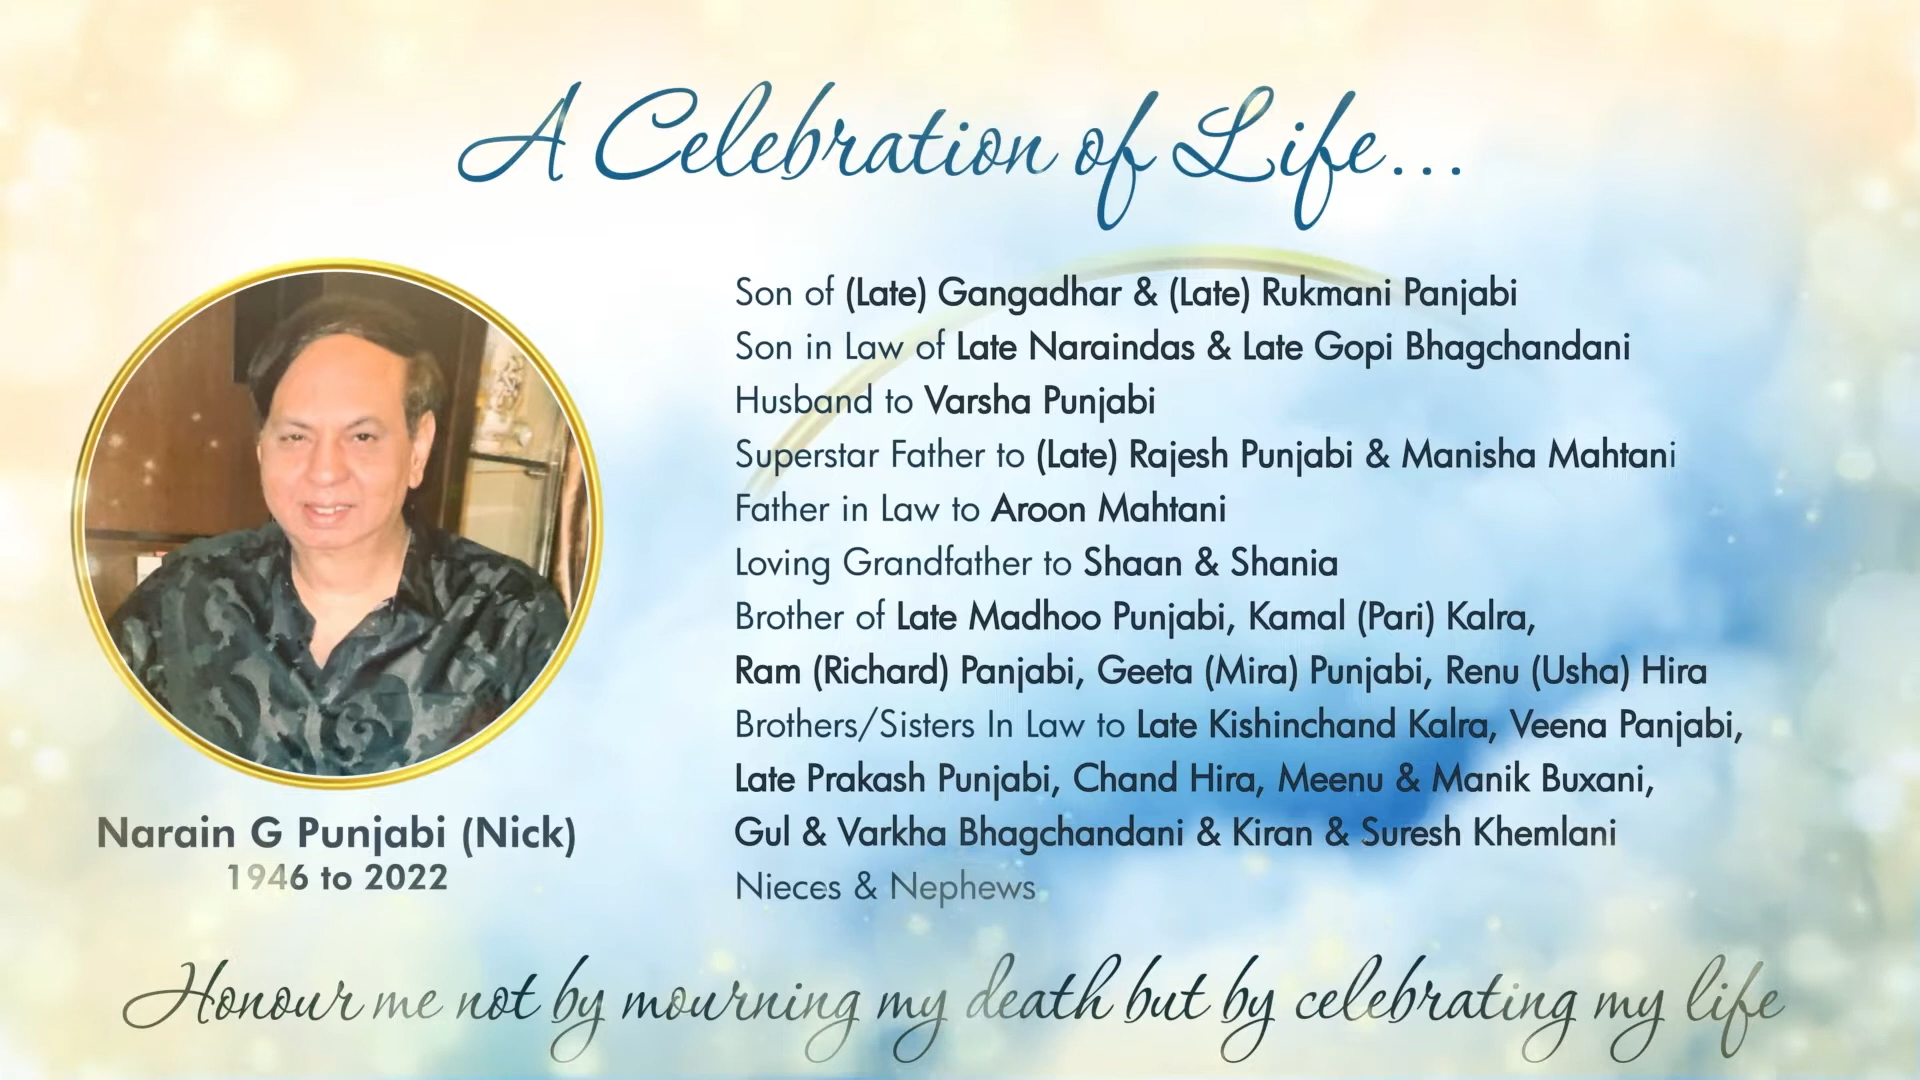 A Celebration of Life...
Son of (Late) Gangadhar & (Late) Rukmani Panjabi
Son in Law of Late Naraindas & Late Gopi Bhagchandani
Husband to Varsha Punjabi
Superstar Father to (Late) Rajesh Punjabi & Manisha Mahtani
Father in Law to Aroon Mahtani
Loving Grandfather to Shaan & Shania
Brother of Late Madhoo Punjabi, Kamal (Pari) Kalra,
Ram (Richard) Panjabi, Geeta (Mira) Punjabi, Renu (Usha) Hira
Brothers/Sisters In Law to Late Kishinchand Kalra, Veena Panjabi,
Late Prakash Punjabi, Chand Hira, Meenu & Manik Buxani,
Gul & Varkha Bhagchandani & Kiran & Suresh Khemlani
Nieces & Nephews
Narain G Punjabi (Nick)
1946 to 2022
Honour me not by mourning my death but by celebrating my life